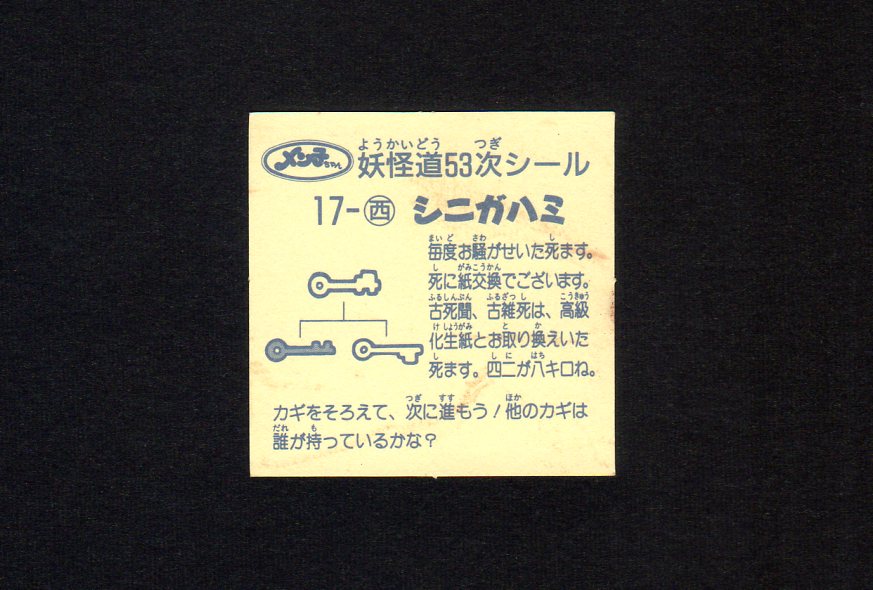 メン子ちゃん
ようかいどう つぎ
妖怪道53次シール
17-㊄ シニガハミ
まいど さわ し
毎度お騒がせいた死ます。
し がみこうかん
死に紙交換でございます。
ふるしんぶん ふるざっし こうきゅう
古死聞、古雑死は、高級
けしょうがみ と か
化生紙とお取り換えいた
し しに はち
死ます。四二が八キロね。
つぎ すす ほか
カギをそろえて、次に進もう!他のカギは
だれ も
誰が持っているかな?